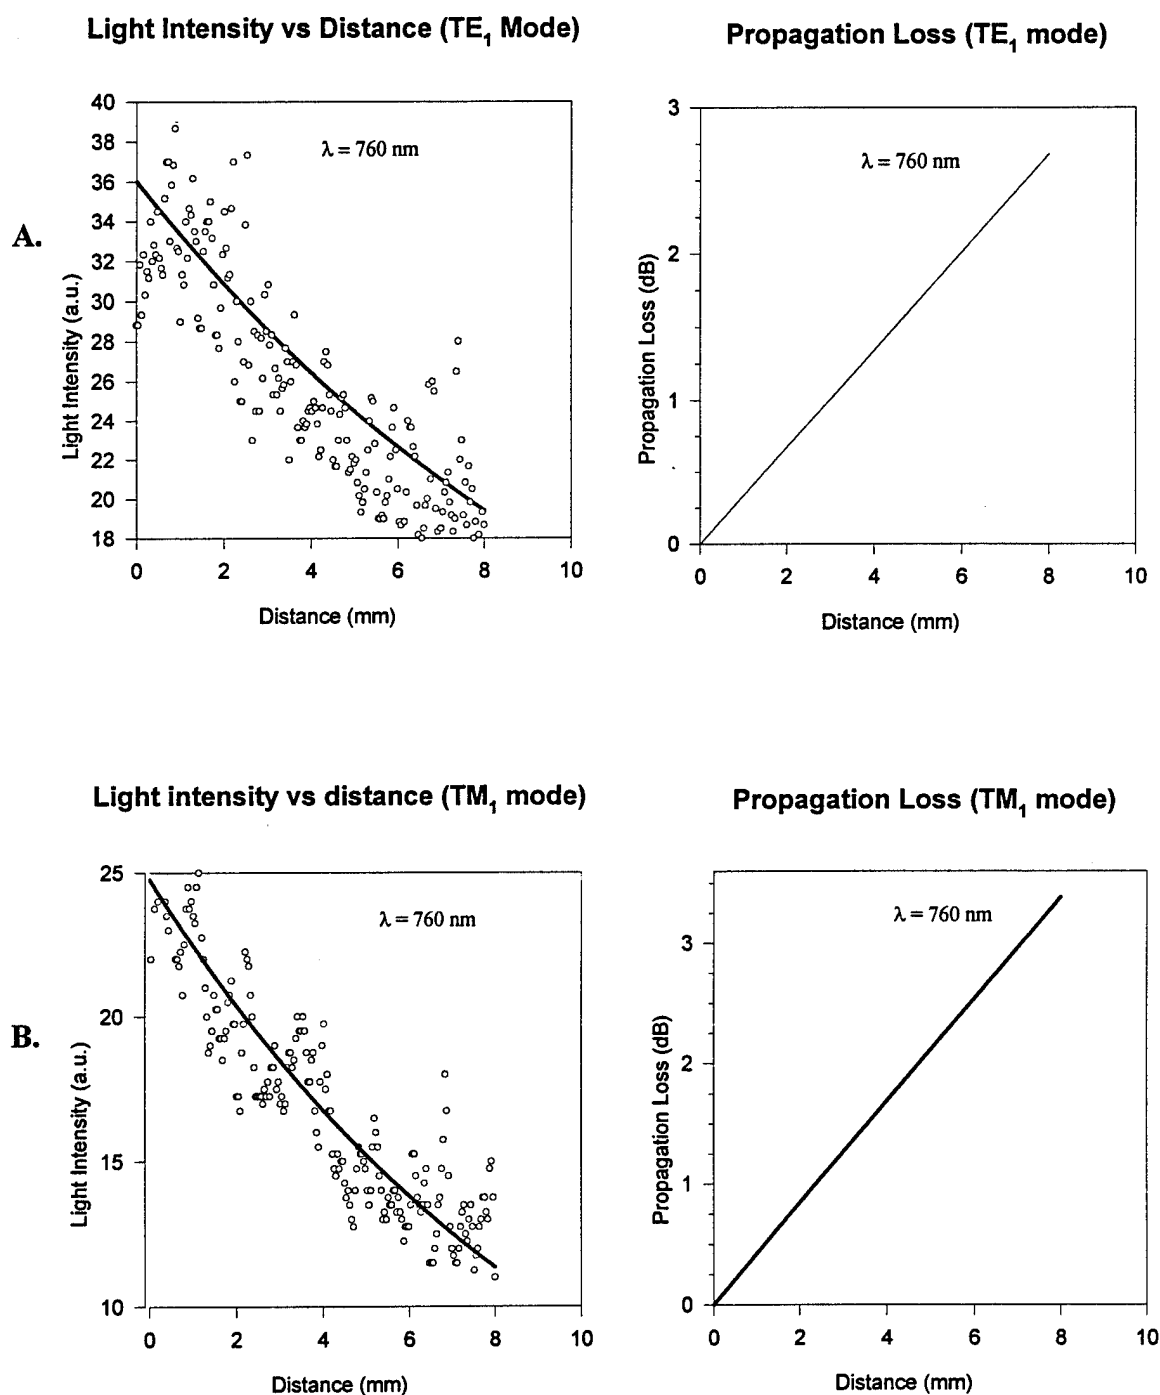 Light Intensity vs Distance (TE₁ Mode)
Propagation Loss (TE₁ mode)
A.
40
38
36
34
32
30
28
26
24
22
20
18
Light Intensity (a.u.)
λ = 760 nm
0 2 4 6 8 10
Distance (mm)
3
2
1
0
Propagation Loss (dB)
λ = 760 nm
0 2 4 6 8 10
Distance (mm)
Light intensity vs distance (TM₁ mode)
Propagation Loss (TM₁ mode)
B.
25
20
15
10
Light Intensity (a.u.)
λ = 760 nm
0 2 4 6 8 10
Distance (mm)
3
2
1
0
Propagation Loss (dB)
λ = 760 nm
0 2 4 6 8 10
Distance (mm)